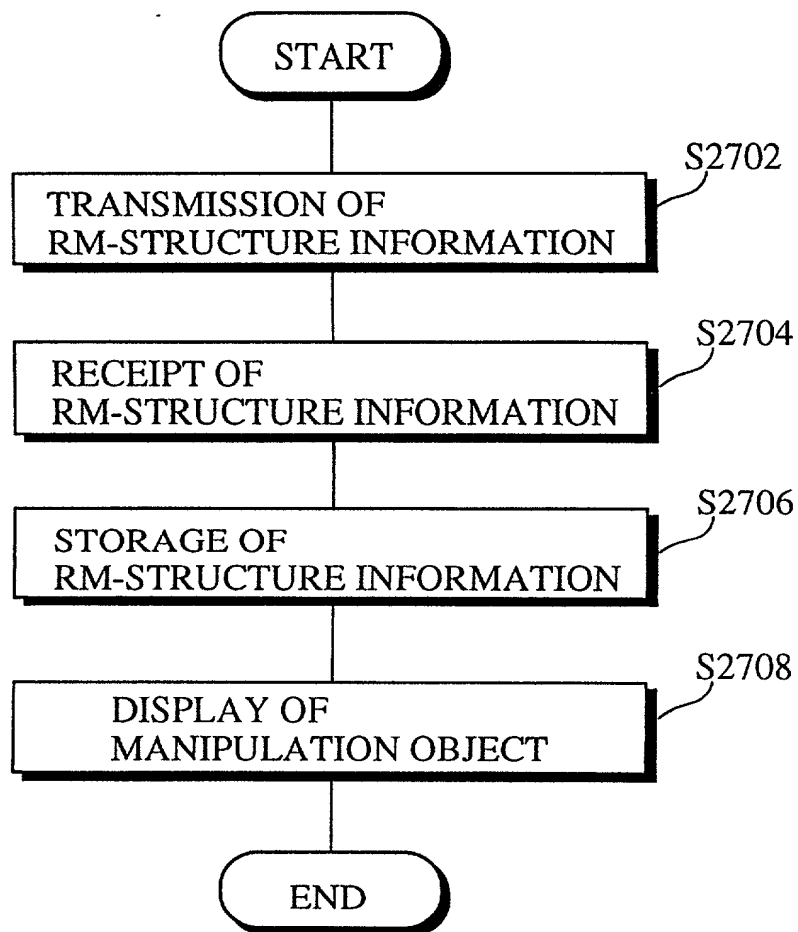 START
S2702
TRANSMISSION OF
RM-STRUCTURE INFORMATION
S2704
RECEIPT OF
RM-STRUCTURE INFORMATION
S2706
STORAGE OF
RM-STRUCTURE INFORMATION
S2708
DISPLAY OF
MANIPULATION OBJECT
END